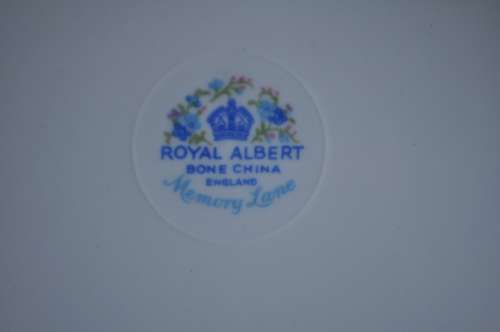 ROYAL ALBERT
BONE CHINA
ENGLAND
Memory Lane